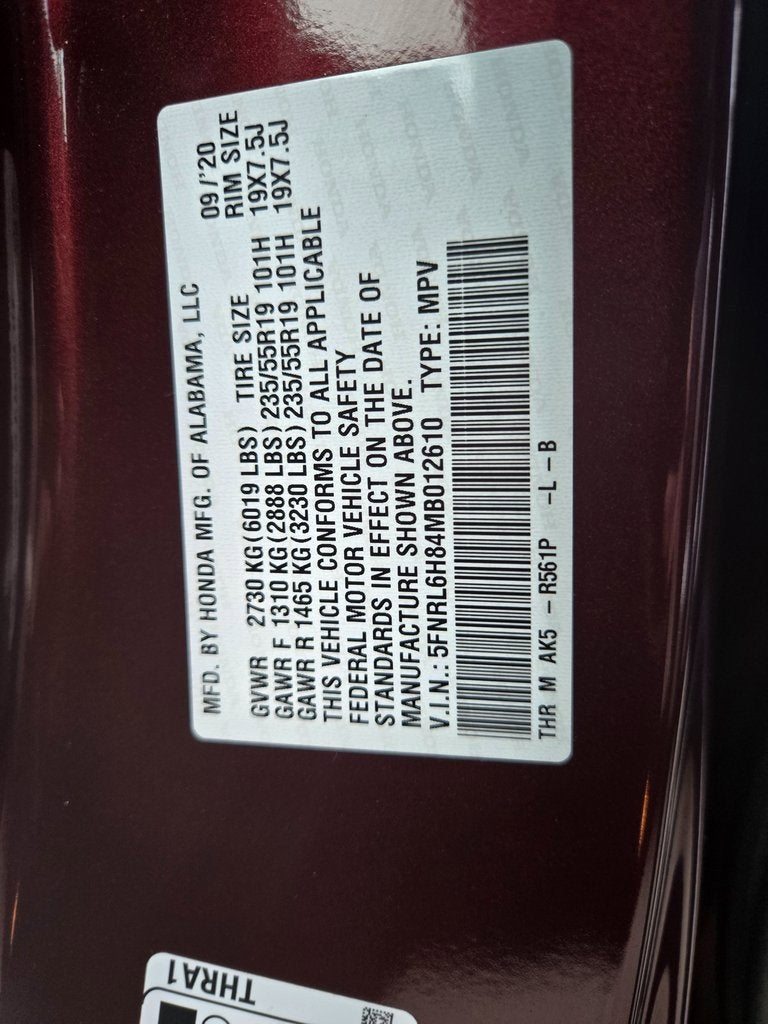 MFD. BY HONDA MFG. OF ALABAMA, LLC 09/'20
GVWR 2730 KG(6019 LBS) TIRE SIZE RIM SIZE
GAWR F 1310 KG(2888 LBS)235/55R19 101H 19X7.5J
GAWR R 1465 KG(3230 LBS)235/55R19 101H 19X7.5J
THIS VEHICLE CONFORMS TO ALL APPLICABLE
FEDERAL MOTOR VEHICLE SAFETY
STANDARDS IN EFFECT ON THE DATE OF
MANUFACTURE SHOWN ABOVE.
V.I.N.:5FNRL6H84MB012610 TYPE: MPV
THR M AK5 -R561P -L-B
THRA1